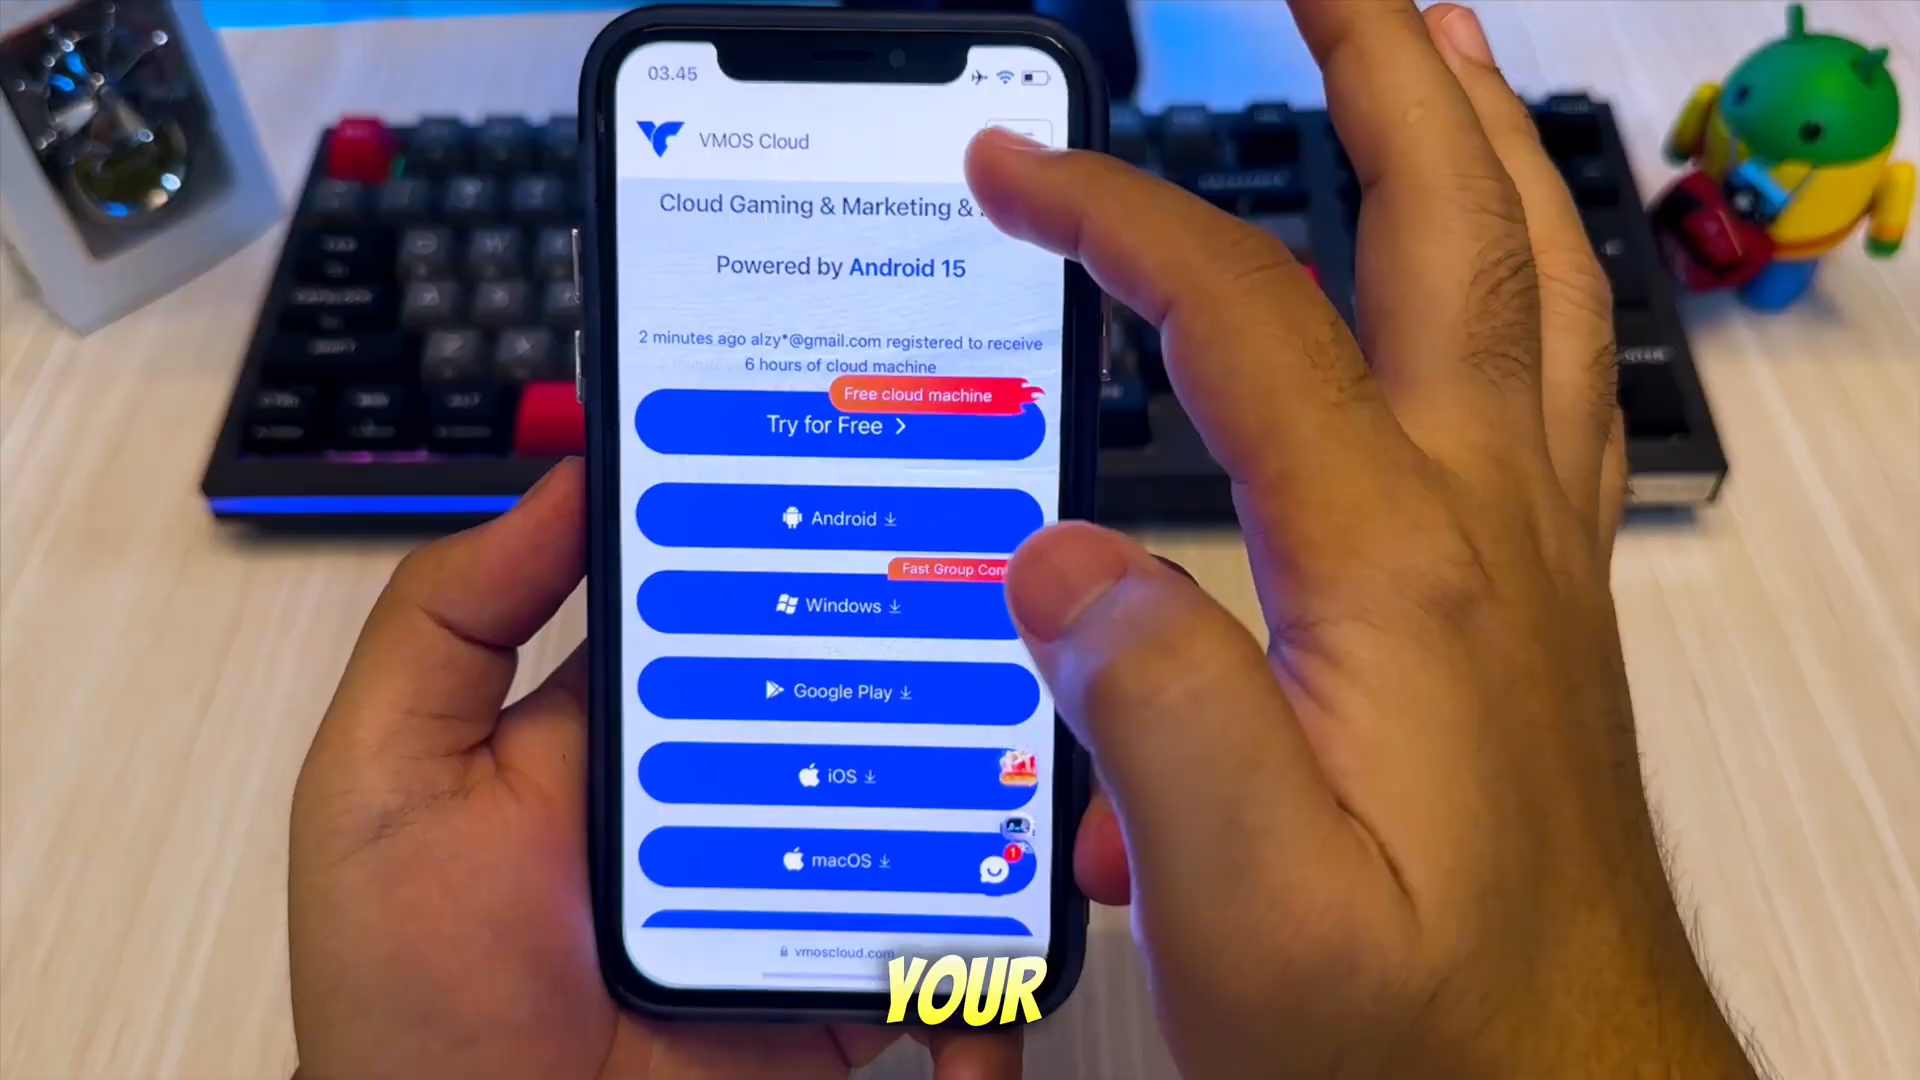 03.45
VMOS Cloud
Cloud Gaming & Marketing &
Powered by Android 15
2 minutes ago alzy*@gmail.com registered to receive
6 hours of cloud machine
Free cloud machine
Try for Free
Android
Fast Group
Windows
Google Play
iOS
macOS
1
vmoscloud.com
YOUR